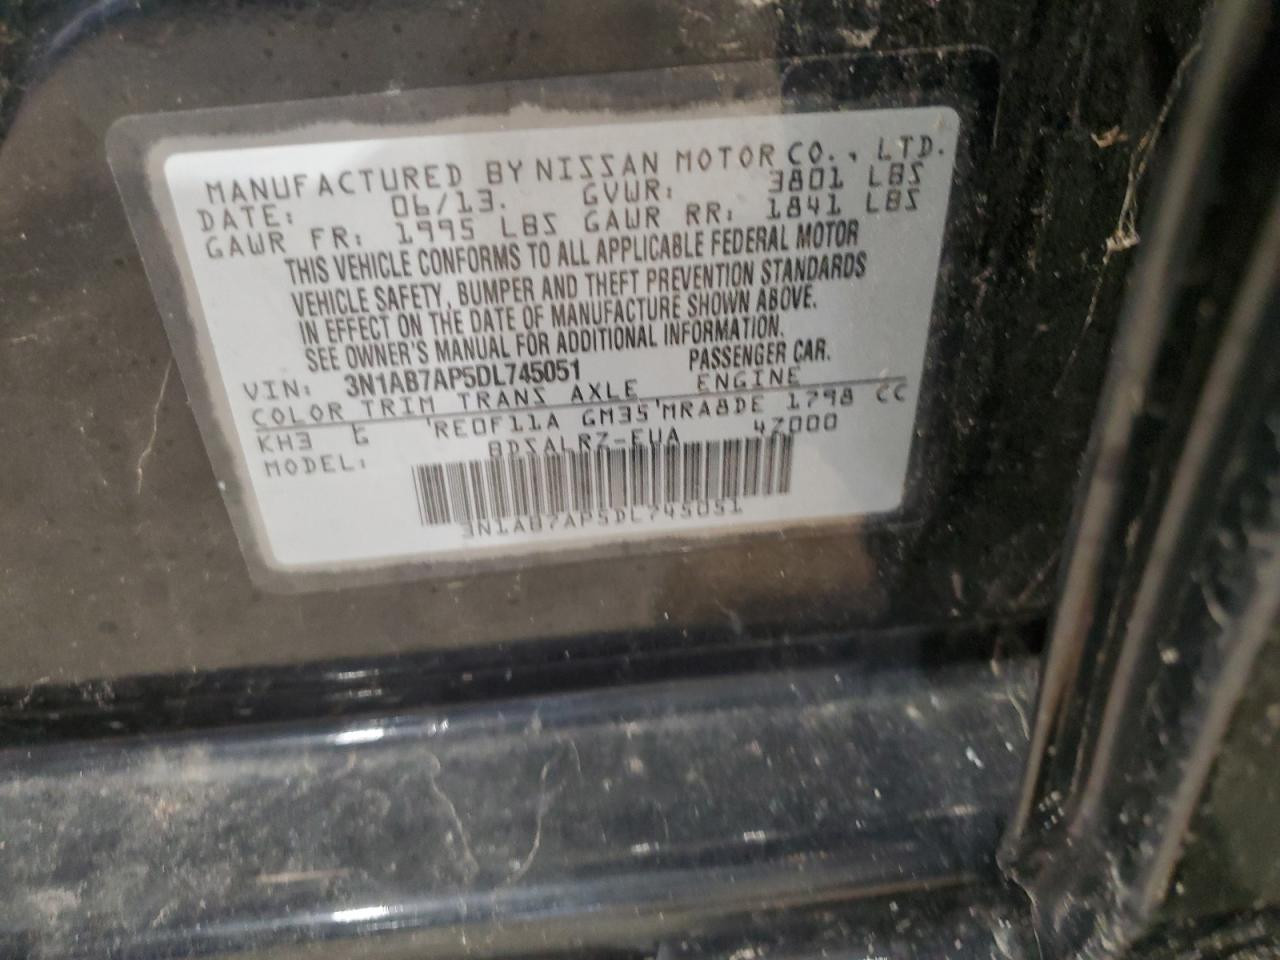 MANUFACTURED BY NISSAN MOTOR CO., LTD.
DATE: 06/13. GVWR: 3801 LBS
GAWR FR: 1995 LBS GAWR RR: 1841 LBS
THIS VEHICLE CONFORMS TO ALL APPLICABLE FEDERAL MOTOR
VEHICLE SAFETY, BUMPER AND THEFT PREVENTION STANDARDS
IN EFFECT ON THE DATE OF MANUFACTURE SHOWN ABOVE.
SEE OWNER'S MANUAL FOR ADDITIONAL INFORMATION.
VIN: 3N1AB7AP5DL745051 PASSENGER CAR.
COLOR TRIM TRANS AXLE ENGINE
KH3 G RE0F11A GM35 MRA8DE 1798 CC
MODEL: BDSALRZ-EUA 4Z000
3N1AB7AP5DL745051